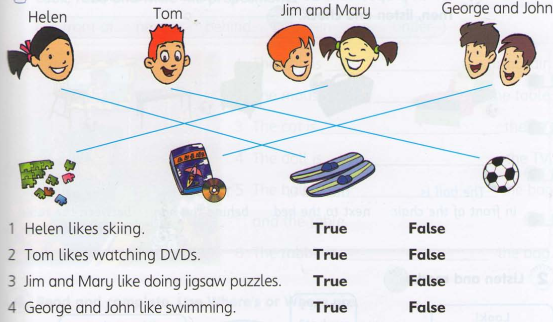 Helen
Tom
Jim and Mary
George and John
1 Helen likes skiing.
True
False
2 Tom likes watching DVDs.
True
False
3 Jim and Mary like doing jigsaw puzzles.
True
False
4 George and John like swimming.
True
False